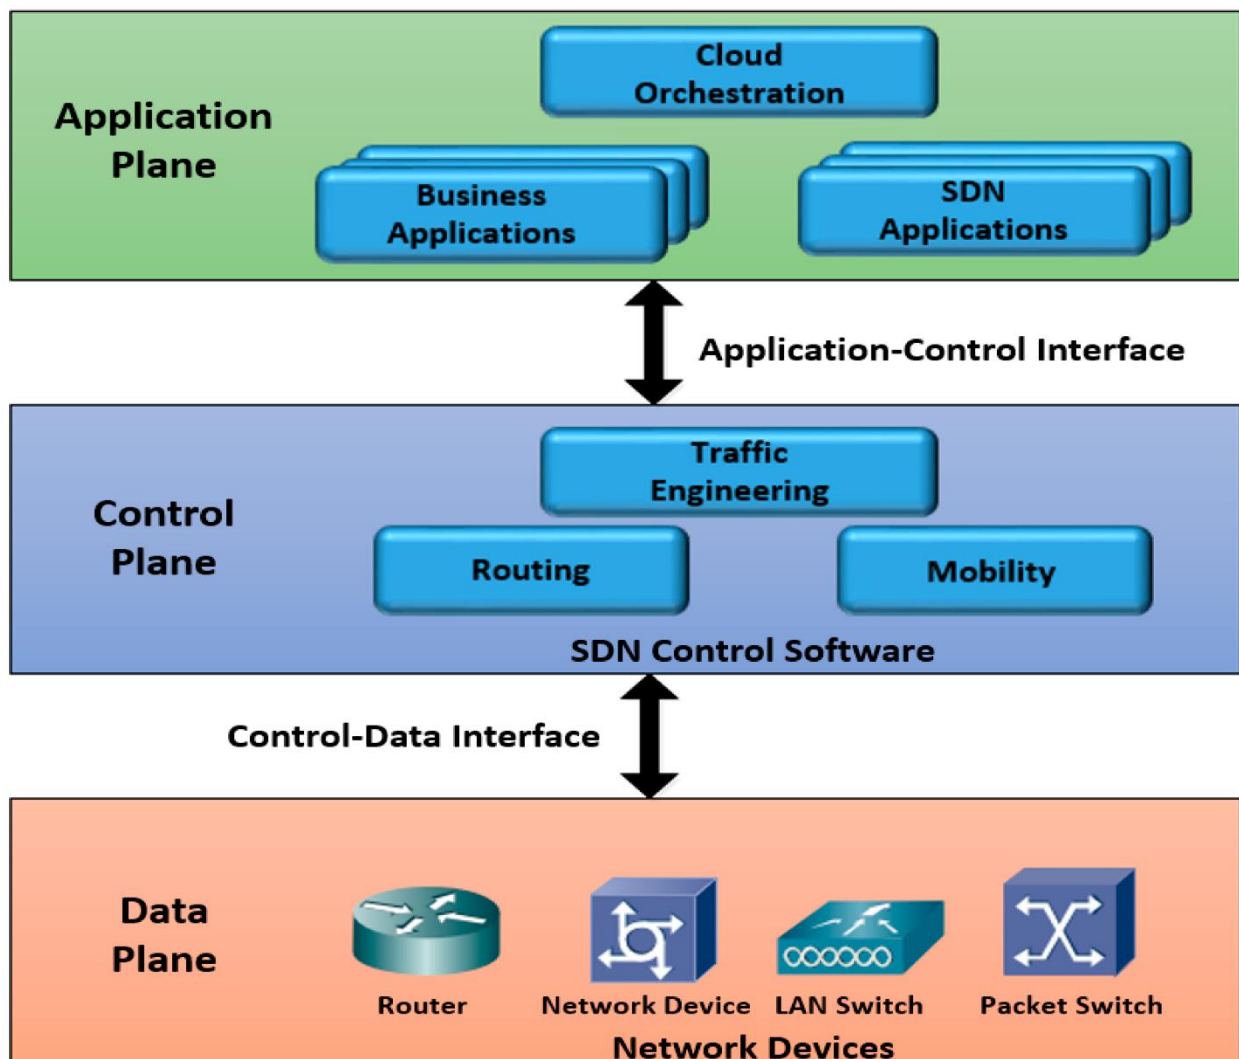 Cloud
Orchestration
Application
Plane
Business
Applications
SDN
Applications
Application-Control Interface
Traffic
Engineering
Control
Plane
Routing
Mobility
SDN Control Software
Control-Data Interface
Data
Plane
Router
Network Device
LAN Switch
Packet Switch
Network Devices